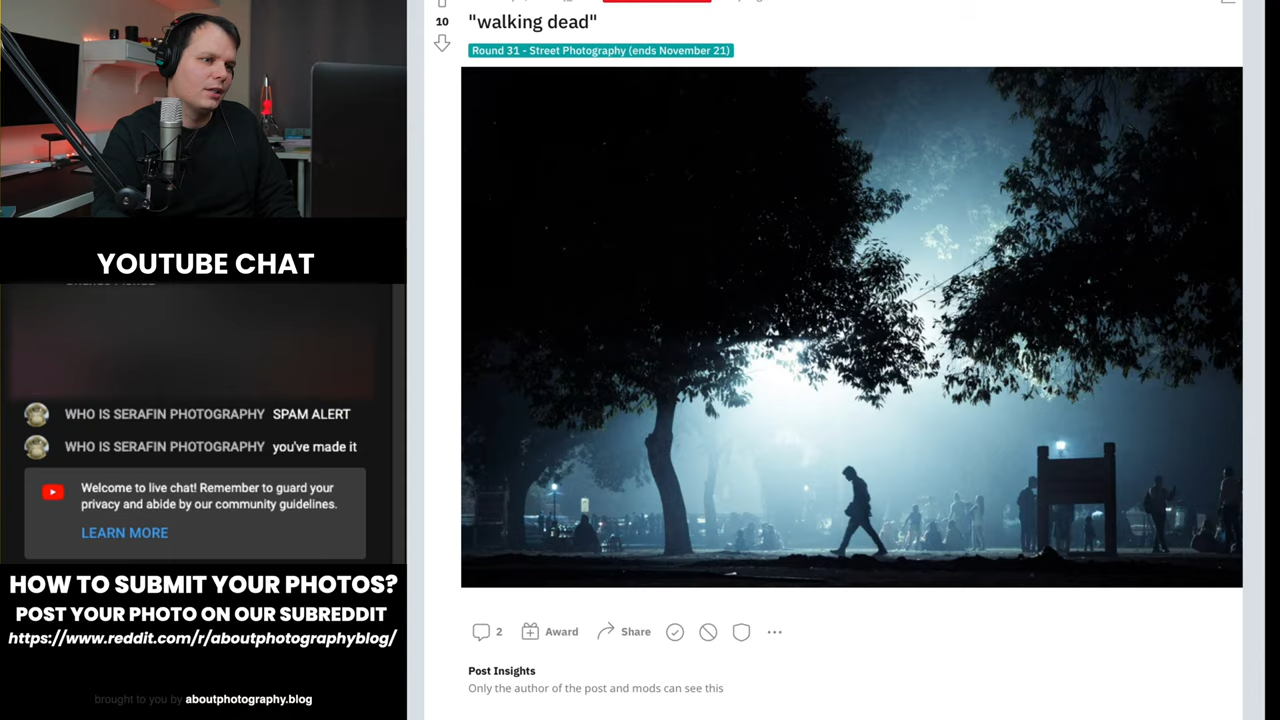 YOUTUBE CHAT
WHO IS SERAFIN PHOTOGRAPHY SPAM ALERT
WHO IS SERAFIN PHOTOGRAPHY you've made it
Welcome to live chat! Remember to guard your
privacy and abide by our community guidelines.
LEARN MORE
HOW TO SUBMIT YOUR PHOTOS?
POST YOUR PHOTO ON OUR SUBREDDIT
https://www.reddit.com/r/aboutphotographyblog/
brought to you by aboutphotography.blog
10
"walking dead"
Round 31 - Street Photography (ends November 21)
2 Award Share
Post Insights
Only the author of the post and mods can see this